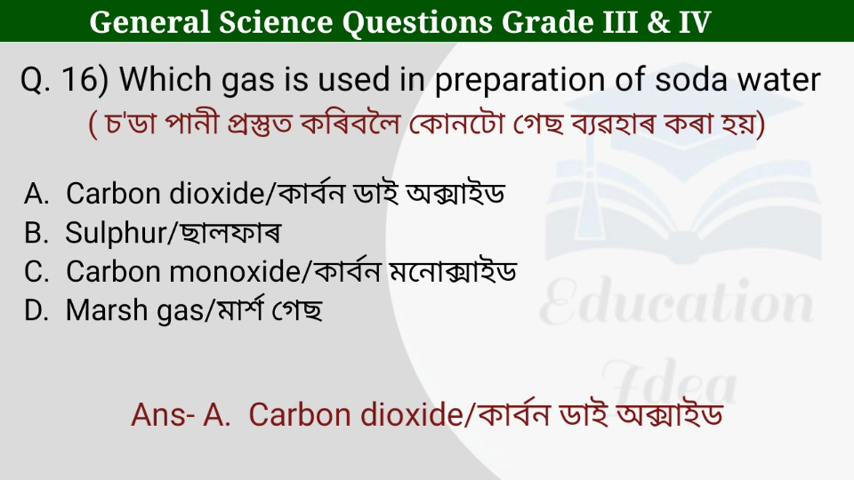 General Science Questions Grade III & IV
Q. 16) Which gas is used in preparation of soda water
( চ'ডা পানী প্ৰস্তুত কৰিবলৈ কোনটো গেছ ব্যৱহাৰ কৰা হয়)
A. Carbon dioxide/কাৰ্বন ডাই অক্সাইড
B. Sulphur/ছালফাৰ
C. Carbon monoxide/কাৰ্বন মনোক্সাইড
D. Marsh gas/মাৰ্শ গেছ
Education
Idea
Ans- A. Carbon dioxide/কাৰ্বন ডাই অক্সাইড